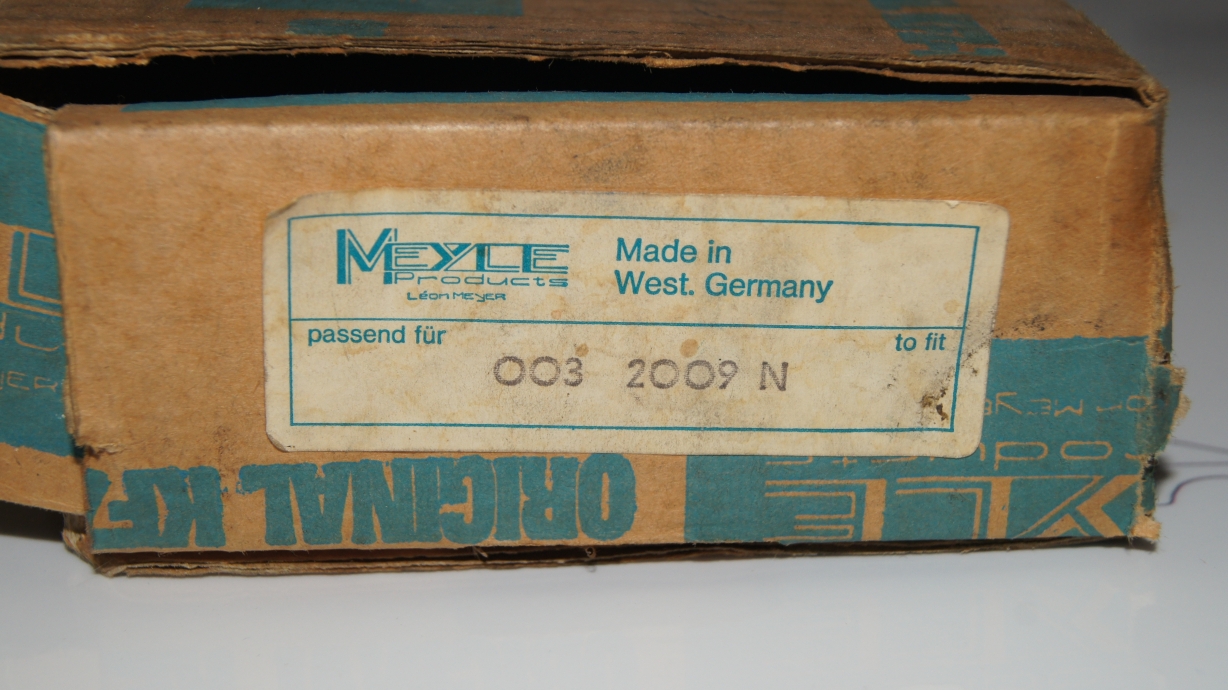 MEYLE
Products
Léon MEYER
Made in
West. Germany
passend für
to fit
003 2009 N
ORIGINAL